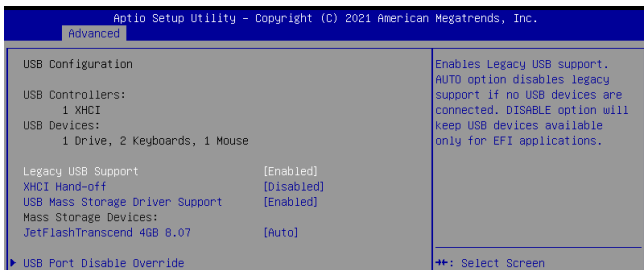 Aptio Setup Utility – Copyright (C) 2021 American Megatrends, Inc.
Advanced
USB Configuration
USB Controllers:
1 XHCI
USB Devices:
1 Drive, 2 Keyboards, 1 Mouse
Legacy USB Support [Enabled]
XHCI Hand-off [Disabled]
USB Mass Storage Driver Support [Enabled]
Mass Storage Devices:
JetFlashTranscend 4GB 8.07 [Auto]
USB Port Disable Override
Enables Legacy USB support.
AUTO option disables legacy
support if no USB devices are
connected. DISABLE option will
keep USB devices available
only for EFI applications.
→←: Select Screen